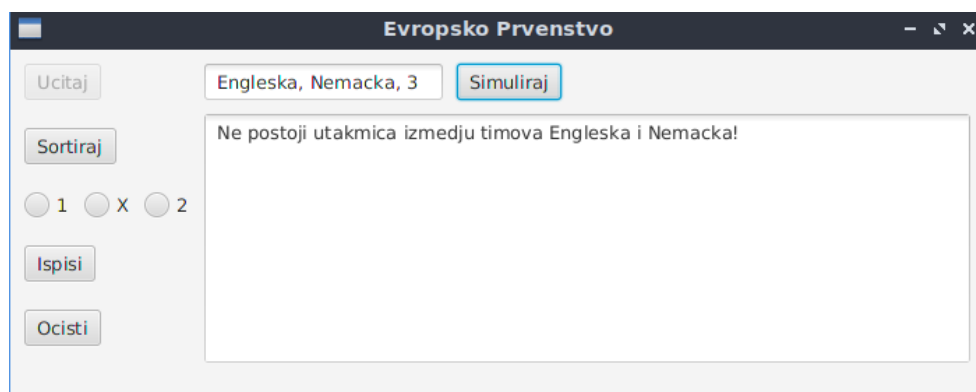 Evropsko Prvenstvo
Ucitaj
Engleska, Nemacka, 3
Simuliraj
Sortiraj
Ne postoji utakmica izmedju timova Engleska i Nemacka!
1 X 2
Ispisi
Ocisti